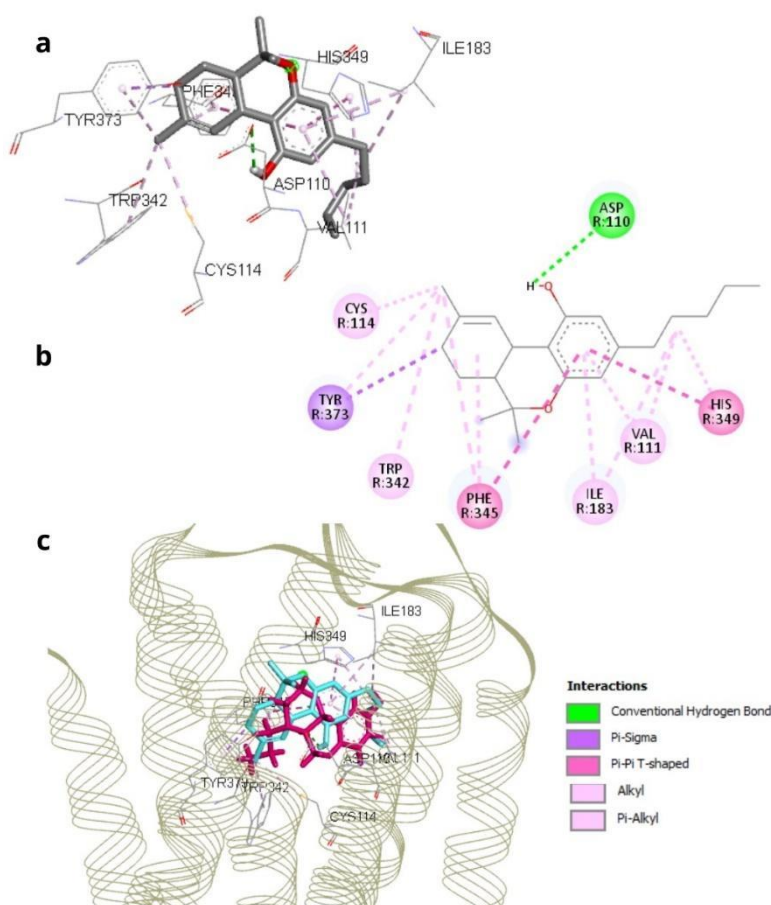 a
HIS349
ILE183
PHE34
TYR373
ASP110
TRP342
VAL111
CYS114
b
ASP
R:110
H
O
CYS
R:114
TYR
R:373
O
HIS
R:349
VAL
R:111
TRP
R:342
PHE
R:345
ILE
R:183
c
ILE183
HIS349
TRP342
CYS114
Interactions
Conventional Hydrogen Bond
Pi-Sigma
Pi-Pi T-shaped
Alkyl
Pi-Alkyl